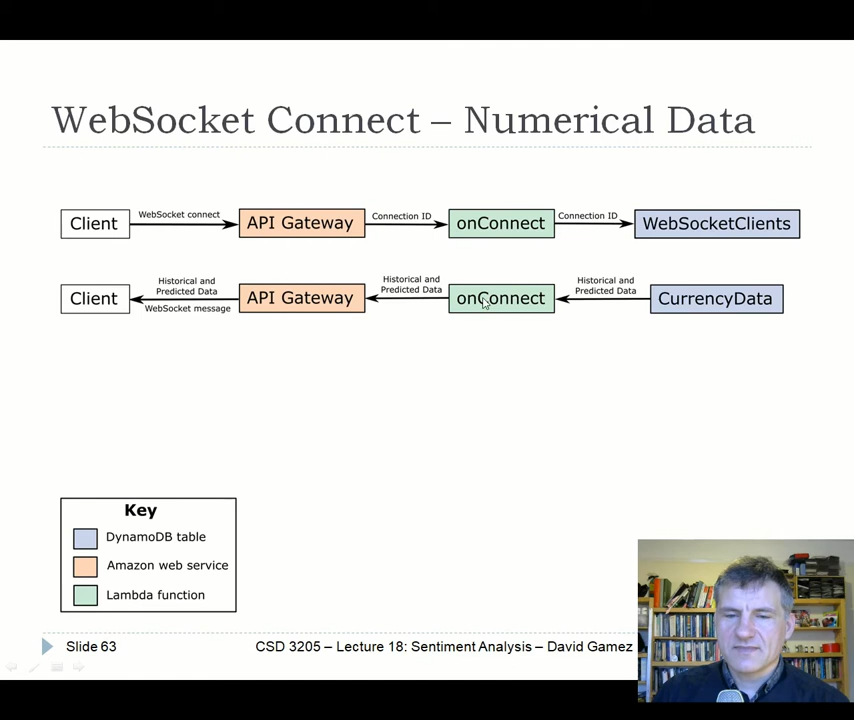 WebSocket Connect – Numerical Data
Client
WebSocket connect
API Gateway
Connection ID
onConnect
Connection ID
WebSocketClients
Client
Historical and
Predicted Data
WebSocket message
API Gateway
Historical and
Predicted Data
onConnect
Historical and
Predicted Data
CurrencyData
Key
DynamoDB table
Amazon web service
Lambda function
Slide 63
CSD 3205 – Lecture 18: Sentiment Analysis – David Gamez